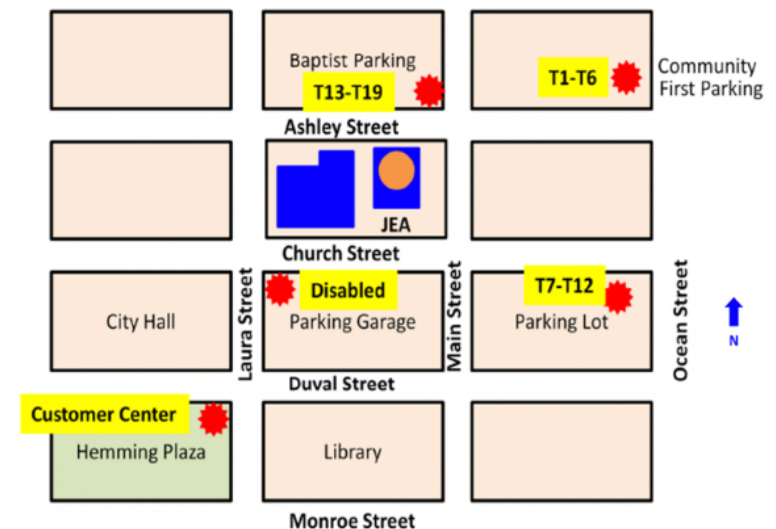 Baptist Parking
T13-T19
T1-T6
Community
First Parking
Ashley Street
JEA
Church Street
Laura Street
Disabled
Parking Garage
Main Street
T7-T12
Parking Lot
Ocean Street
N
City Hall
Duval Street
Customer Center
Hemming Plaza
Library
Monroe Street